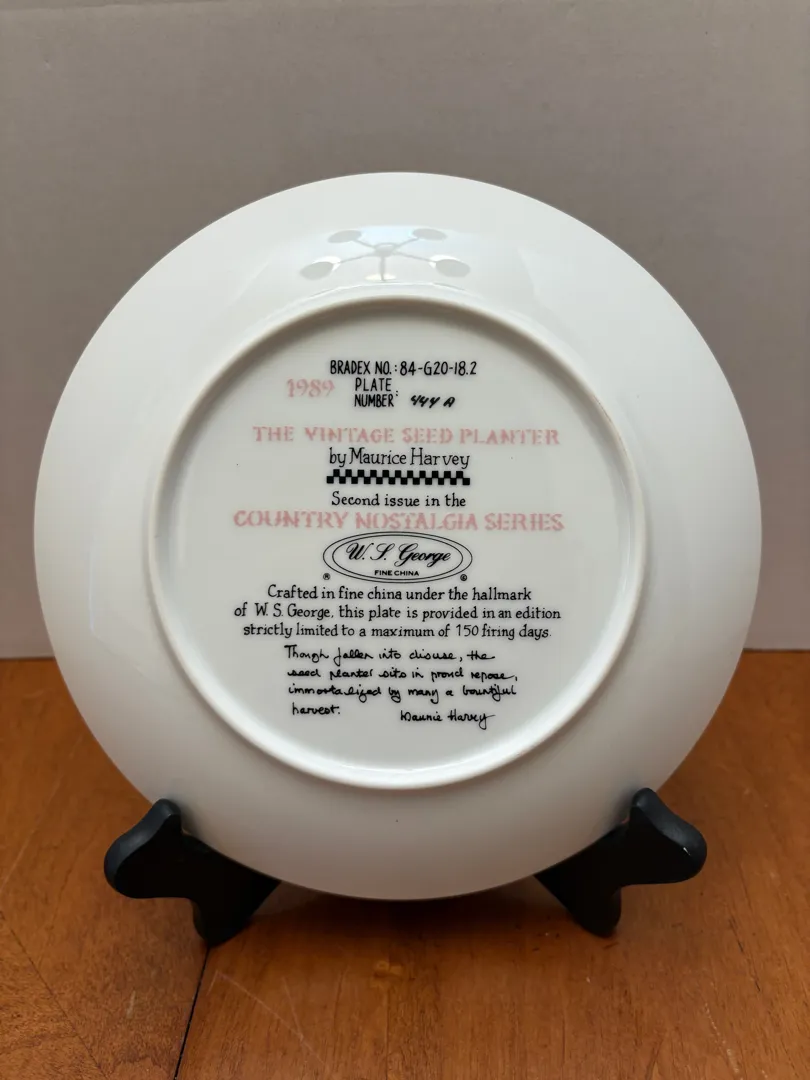 BRADEX NO.: 84-G20-18.2
1989 PLATE
NUMBER: 444 A
THE VINTAGE SEED PLANTER
by Maurice Harvey
Second issue in the
COUNTRY NOSTALGIA SERIES
W. S. George
FINE CHINA
® ©
Crafted in fine china under the hallmark
of W. S. George, this plate is provided in an edition
strictly limited to a maximum of 150 firing days.
Though fallen into disuse, the
seed planter sits in proud repose,
immortalized by many a bountiful
harvest. Maurice Harvey